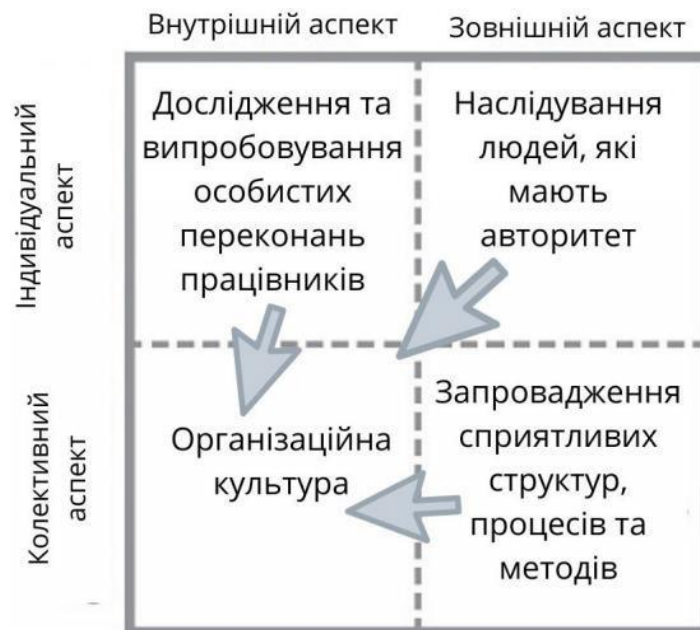 Внутрішній аспект
Зовнішній аспект
Індивідуальний
аспект
Дослідження та
випробовування
особистих
переконань
працівників
Наслідування
людей, які
мають
авторитет
Колективний
аспект
Організаційна
культура
Запровадження
сприятливих
структур,
процесів та
методів